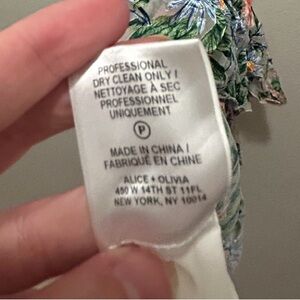 PROFESSIONAL
DRY CLEAN ONLY /
NETTOYAGE À SEC
PROFESSIONNEL
UNIQUEMENT
P
MADE IN CHINA /
FABRIQUÉ EN CHINE
ALICE + OLIVIA
450 W 14TH ST 11FL
NEW YORK, NY 10014